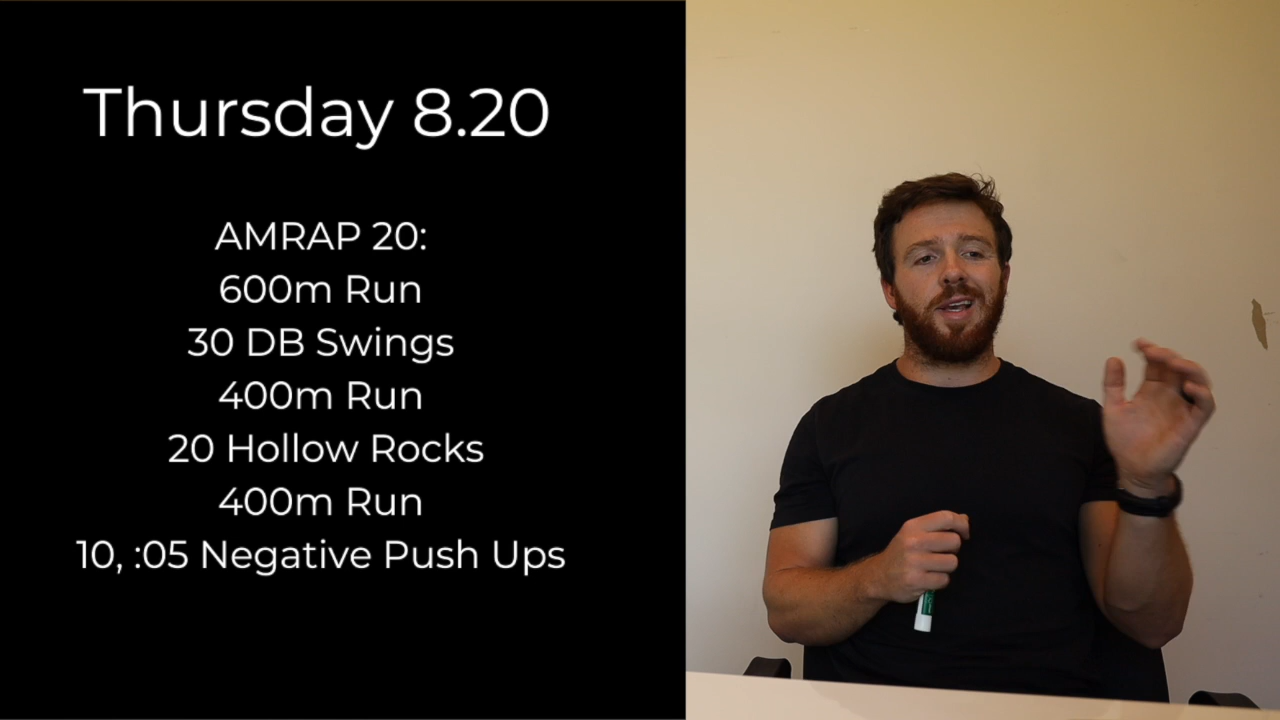 Thursday 8.20
AMRAP 20:
600m Run
30 DB Swings
400m Run
20 Hollow Rocks
400m Run
10, :05 Negative Push Ups